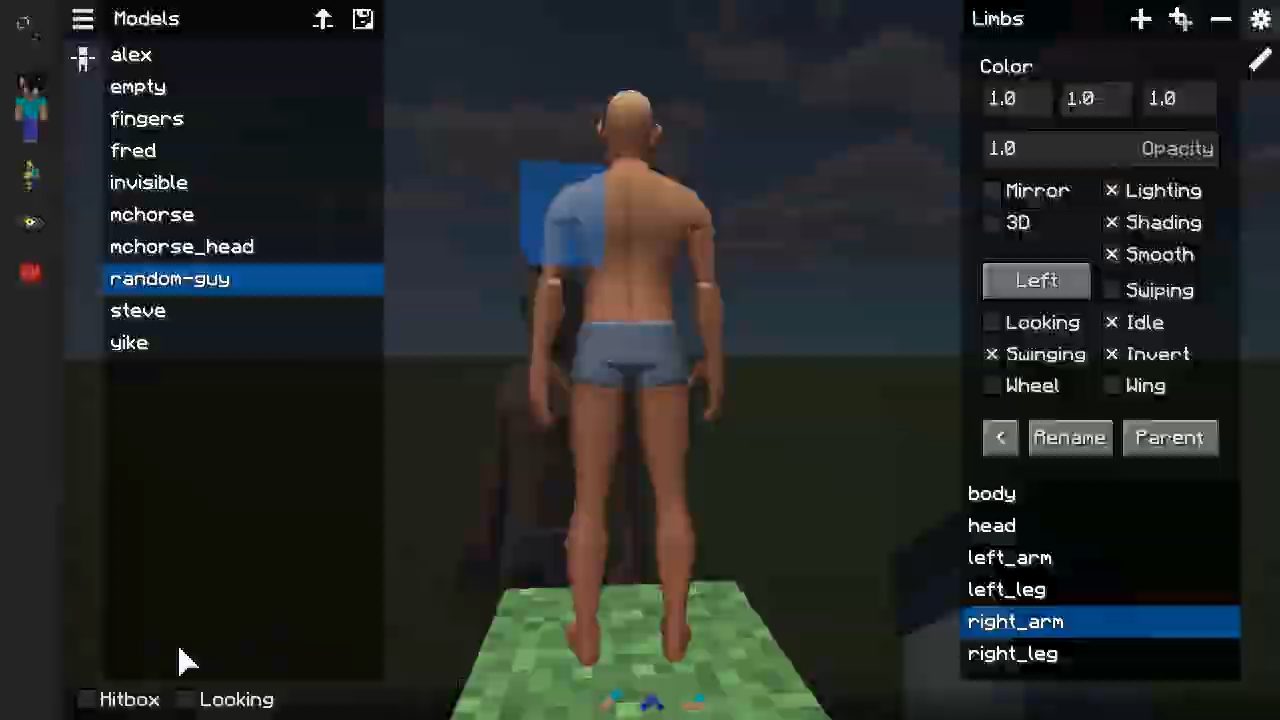 Models
alex
empty
fingers
fred
invisible
mchorse
mchorse_head
random-guy
steve
yike
Hitbox Looking
Limbs
Color
1.0 1.0 1.0
1.0 Opacity
Mirror × Lighting
3D × Shading
× Smooth
Left Swiping
Looking × Idle
× Swinging × Invert
Wheel Wing
< Rename Parent
body
head
left_arm
left_leg
right_arm
right_leg